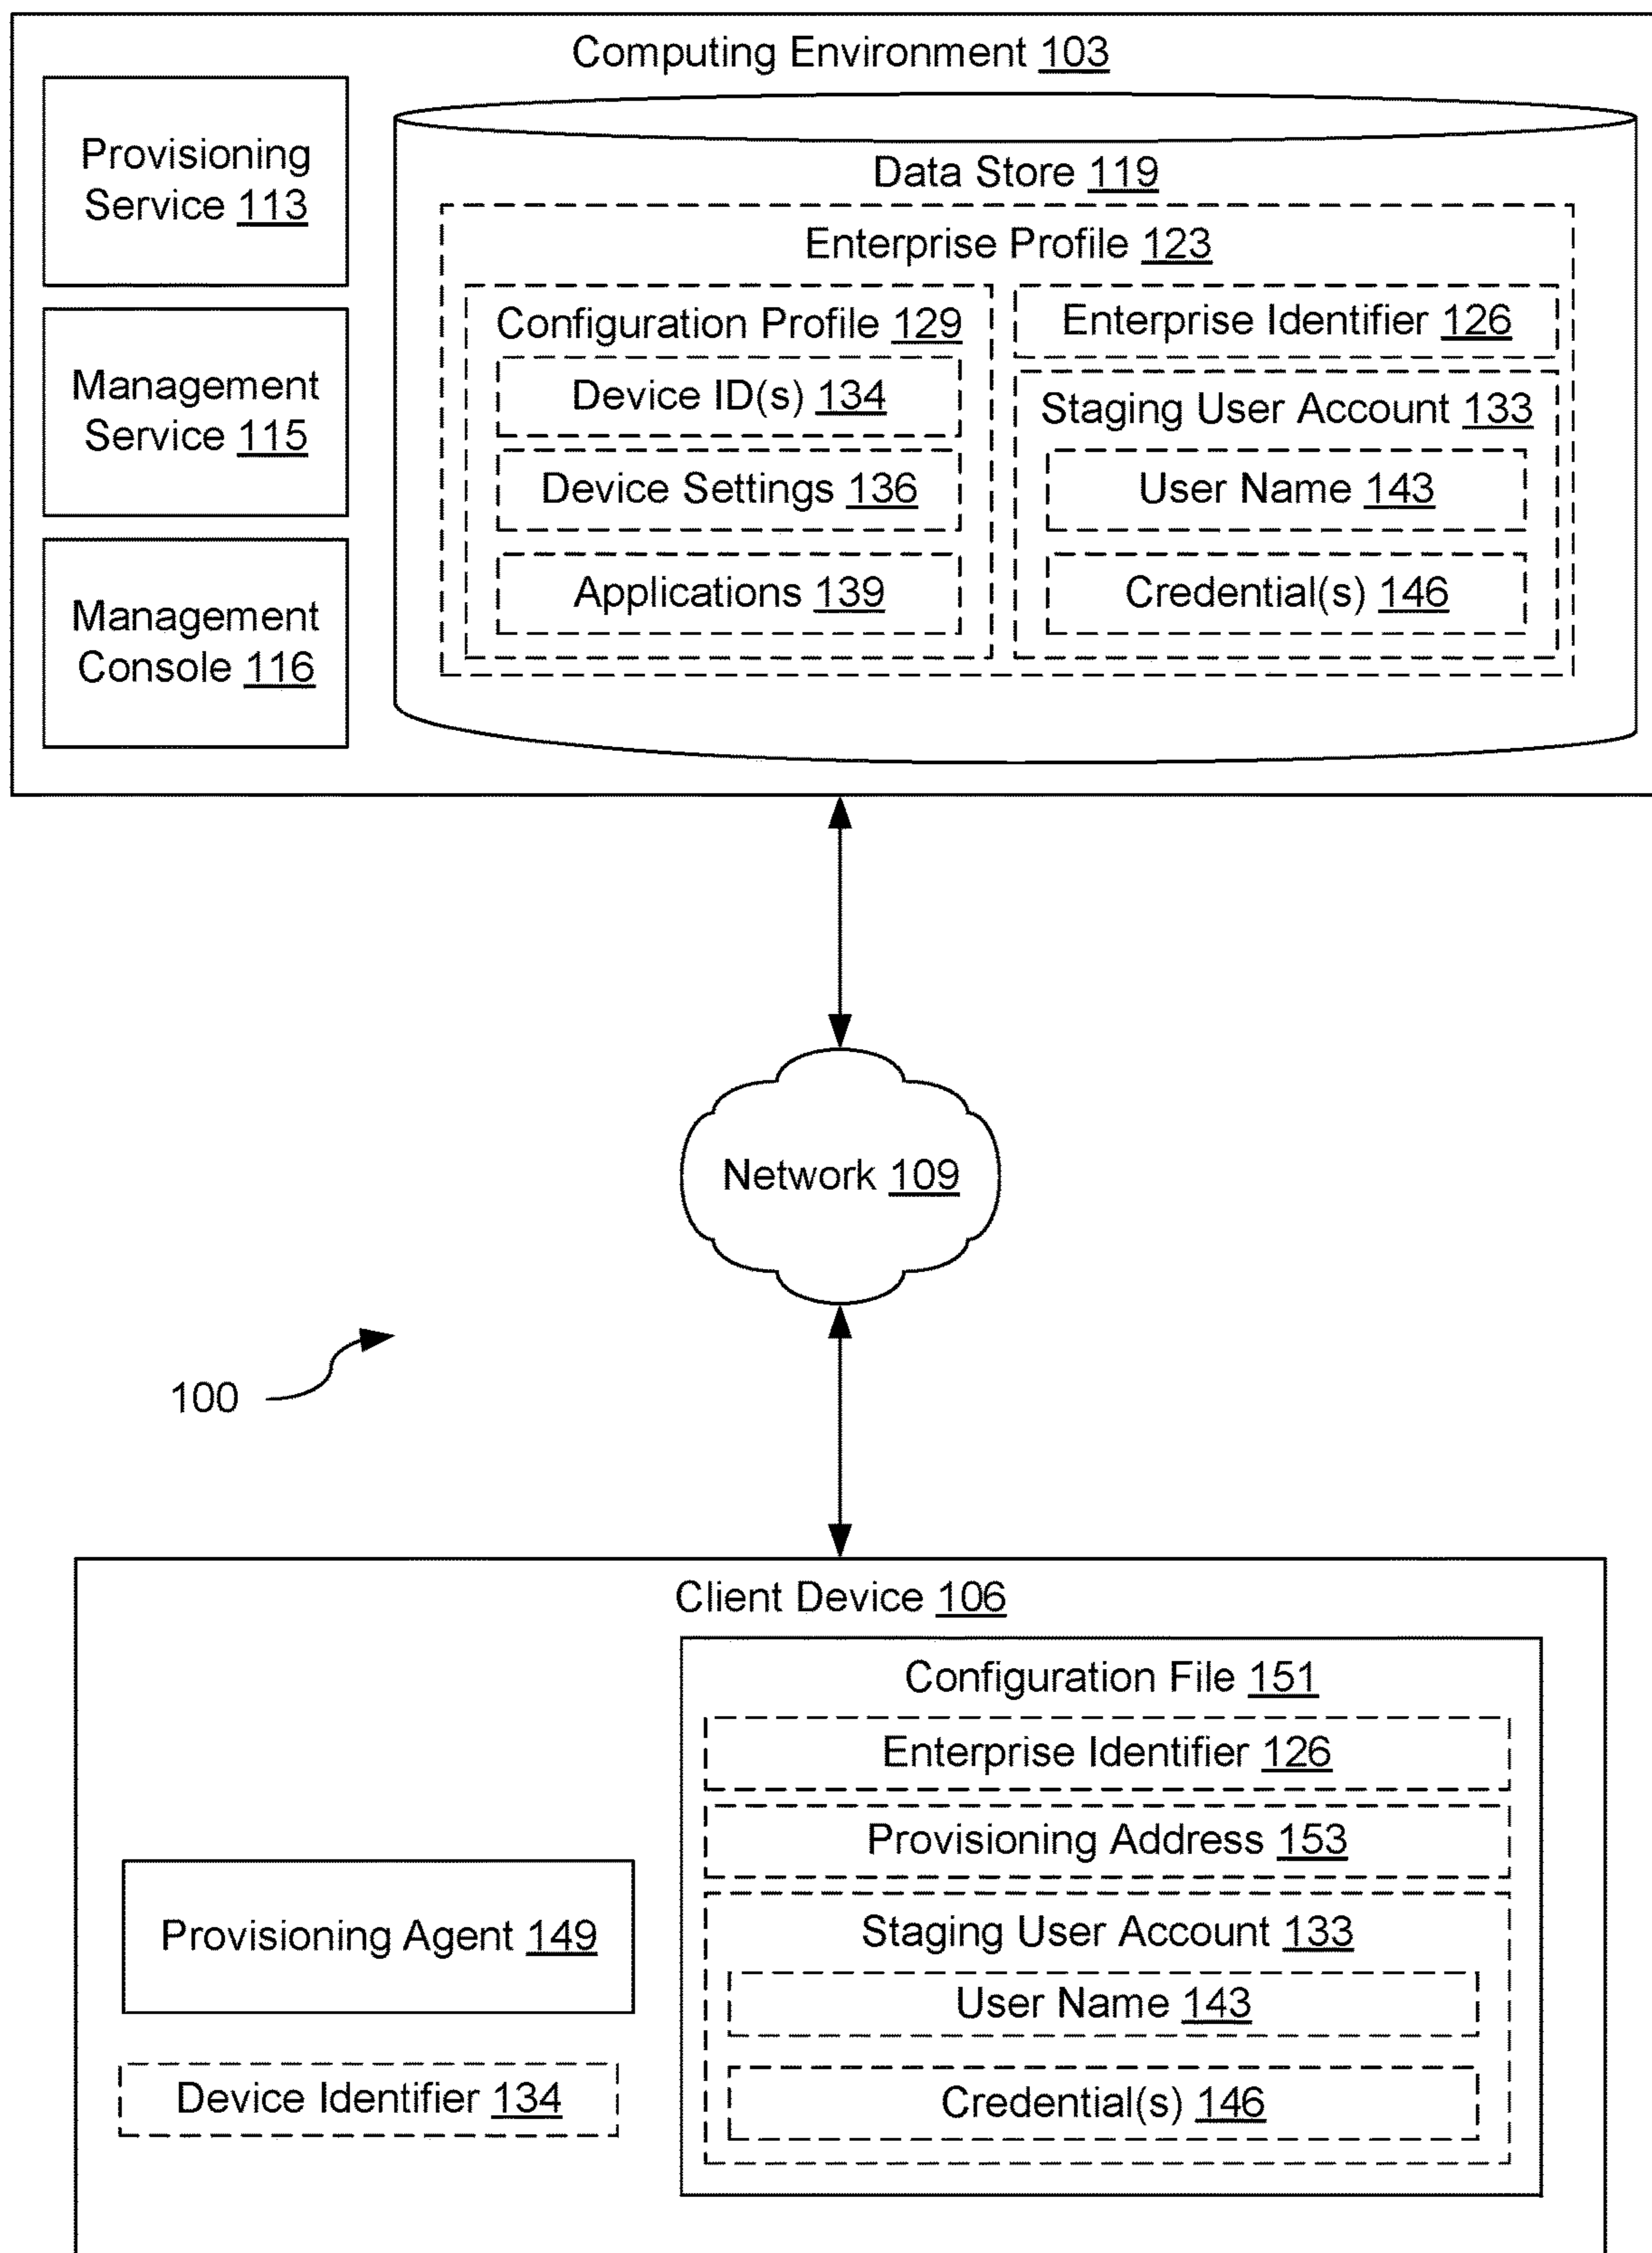 Computing Environment 103
Provisioning
Service 113
Management
Service 115
Management
Console 116
Data Store 119
Enterprise Profile 123
Configuration Profile 129
Device ID(s) 134
Device Settings 136
Applications 139
Enterprise Identifier 126
Staging User Account 133
User Name 143
Credential(s) 146
Network 109
100
Client Device 106
Provisioning Agent 149
Device Identifier 134
Configuration File 151
Enterprise Identifier 126
Provisioning Address 153
Staging User Account 133
User Name 143
Credential(s) 146